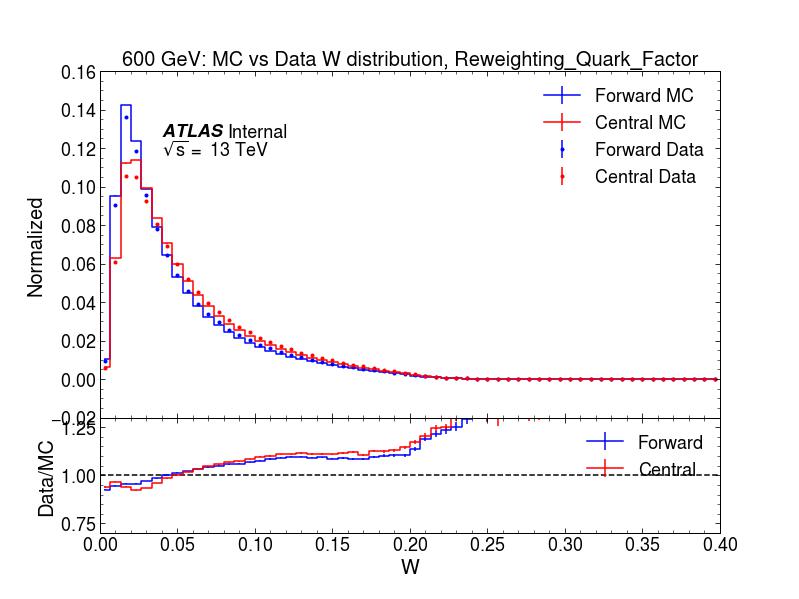 600 GeV: MC vs Data W distribution, Reweighting_Quark_Factor
0.16
0.14
0.12
0.10
0.08
0.06
0.04
0.02
0.00
−0.02
Normalized
ATLAS Internal
√s = 13 TeV
Forward MC
Central MC
Forward Data
Central Data
1.25
1.00
0.75
Data/MC
Forward
Central
0.00 0.05 0.10 0.15 0.20 0.25 0.30 0.35 0.40
W